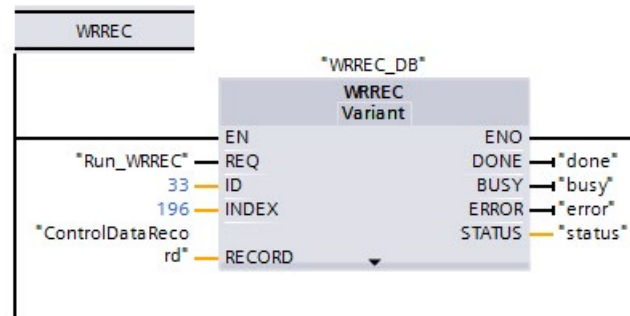 WRREC
"WRREC_DB"
WRREC
Variant
EN ENO
"Run_WRREC" REQ DONE "done"
33 ID BUSY "busy"
196 INDEX ERROR "error"
"ControlDataReco STATUS "status"
rd" RECORD